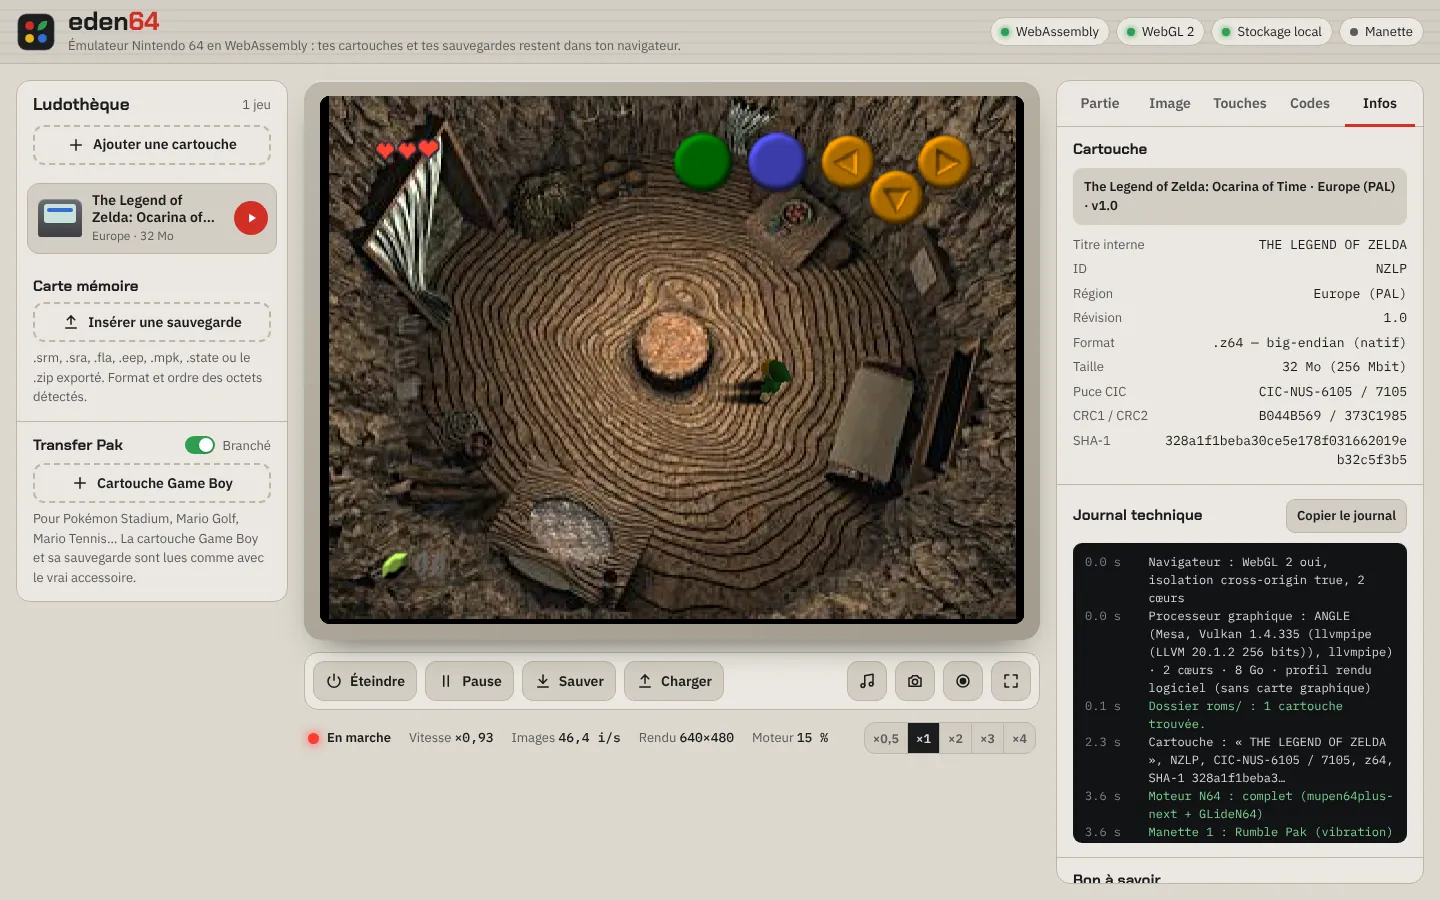 eden64
Émulateur Nintendo 64 en WebAssembly : tes cartouches et tes sauvegardes restent dans ton navigateur.
WebAssembly
WebGL 2
Stockage local
Manette
Ludothèque
1 jeu
Ajouter une cartouche
The Legend of
Zelda: Ocarina of...
Europe · 32 Mo
Carte mémoire
Insérer une sauvegarde
.srm, .sra, .fla, .eep, .mpk, .state ou le
.zip exporté. Format et ordre des octets
détectés.
Transfer Pak
Branché
Cartouche Game Boy
Pour Pokémon Stadium, Mario Golf,
Mario Tennis... La cartouche Game Boy
et sa sauvegarde sont lues comme avec
le vrai accessoire.
Éteindre
Pause
Sauver
Charger
En marche
Vitesse ×0,93
Images 46,4 i/s
Rendu 640×480
Moteur 15 %
×0,5
×1
×2
×3
×4
Partie
Image
Touches
Codes
Infos
Cartouche
The Legend of Zelda: Ocarina of Time · Europe (PAL)
· v1.0
Titre interne THE LEGEND OF ZELDA
ID NZLP
Région Europe (PAL)
Révision 1.0
Format .z64 — big-endian (natif)
Taille 32 Mo (256 Mbit)
Puce CIC CIC-NUS-6105 / 7105
CRC1 / CRC2 B044B569 / 373C1985
SHA-1 328a1f1beba30ce5e178f031662019e
b32c5f3b5
Journal technique
Copier le journal
0.0 s Navigateur : WebGL 2 oui,
isolation cross-origin true, 2
cœurs
0.0 s Processeur graphique : ANGLE
(Mesa, Vulkan 1.4.335 (llvmpipe
(LLVM 20.1.2 256 bits)), llvmpipe)
· 2 cœurs · 8 Go · profil rendu
logiciel (sans carte graphique)
0.1 s Dossier roms/ : 1 cartouche
trouvée.
2.3 s Cartouche : « THE LEGEND OF ZELDA
», NZLP, CIC-NUS-6105 / 7105, z64,
SHA-1 328a1f1beba3…
3.6 s Moteur N64 : complet (mupen64plus-
next + GLideN64)
3.6 s Manette 1 : Rumble Pak (vibration)
Bon à savoir